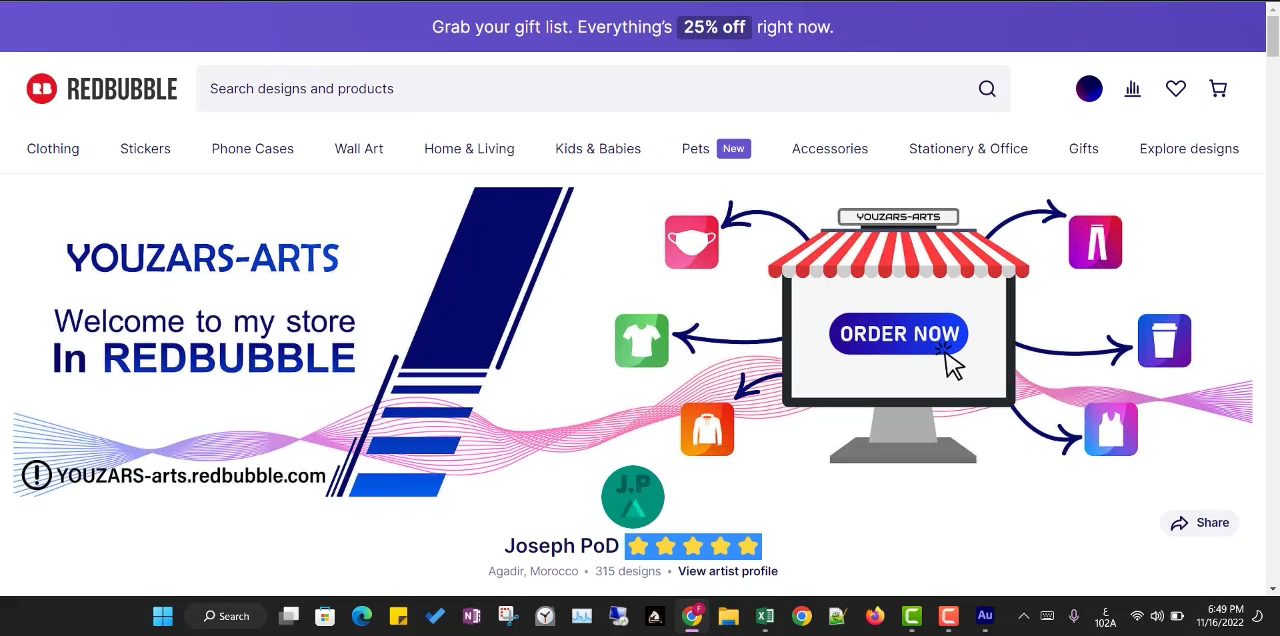 Grab your gift list. Everything's 25% off right now.
RB REDBUBBLE
Search designs and products
Clothing Stickers Phone Cases Wall Art Home & Living Kids & Babies Pets New Accessories Stationery & Office Gifts Explore designs
YOUZARS-ARTS
YOUZARS-ARTS
Welcome to my store
In REDBUBBLE
ORDER NOW
YOUZARS-arts.redbubble.com
J.P
Share
Joseph PoD ⭐⭐⭐⭐⭐
Agadir, Morocco • 315 designs • View artist profile
Search
Au
ع
102A
6:49 PM
11/16/2022